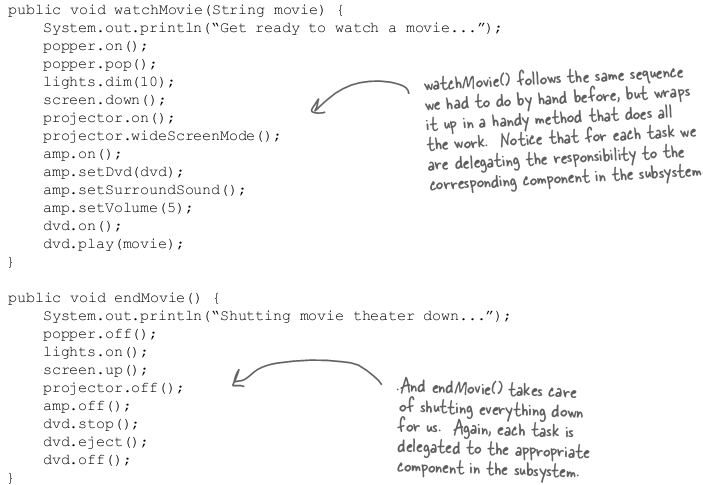 public void watchMovie(String movie) {
System.out.println(“Get ready to watch a movie...”);
popper.on();
popper.pop();
lights.dim(10);
screen.down();
projector.on();
projector.wideScreenMode();
amp.on();
amp.setDvd(dvd);
amp.setSurroundSound();
amp.setVolume(5);
dvd.on();
dvd.play(movie);
}
watchMovie() follows the same sequence
we had to do by hand before, but wraps
it up in a handy method that does all
the work. Notice that for each task we
are delegating the responsibility to the
corresponding component in the subsystem
public void endMovie() {
System.out.println(“Shutting movie theater down...”);
popper.off();
lights.on();
screen.up();
projector.off();
amp.off();
dvd.stop();
dvd.eject();
dvd.off();
}
.And endMovie() takes care
of shutting everything down
for us. Again, each task is
delegated to the appropriate
component in the subsystem.